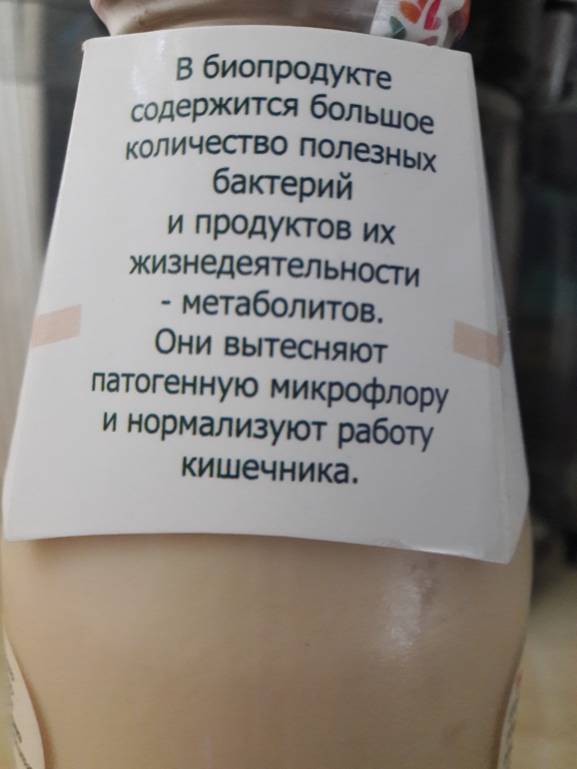 В биопродукте
содержится большое
количество полезных
бактерий
и продуктов их
жизнедеятельности
- метаболитов.
Они вытесняют
патогенную микрофлору
и нормализуют работу
кишечника.